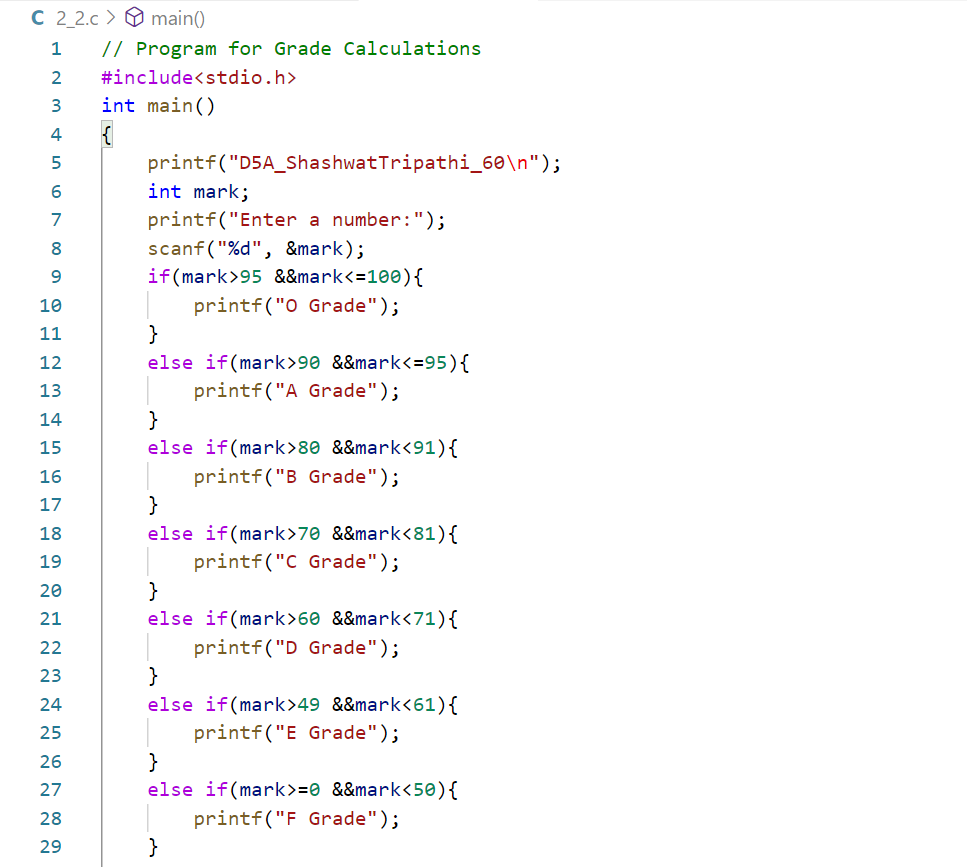 C 2_2.c > main()
1 // Program for Grade Calculations
2 #include<stdio.h>
3 int main()
4 {
5     printf("D5A_ShashwatTripathi_60\n");
6     int mark;
7     printf("Enter a number:");
8     scanf("%d", &mark);
9     if(mark>95 &&mark<=100){
10         printf("O Grade");
11     }
12     else if(mark>90 &&mark<=95){
13         printf("A Grade");
14     }
15     else if(mark>80 &&mark<91){
16         printf("B Grade");
17     }
18     else if(mark>70 &&mark<81){
19         printf("C Grade");
20     }
21     else if(mark>60 &&mark<71){
22         printf("D Grade");
23     }
24     else if(mark>49 &&mark<61){
25         printf("E Grade");
26     }
27     else if(mark>=0 &&mark<50){
28         printf("F Grade");
29     }